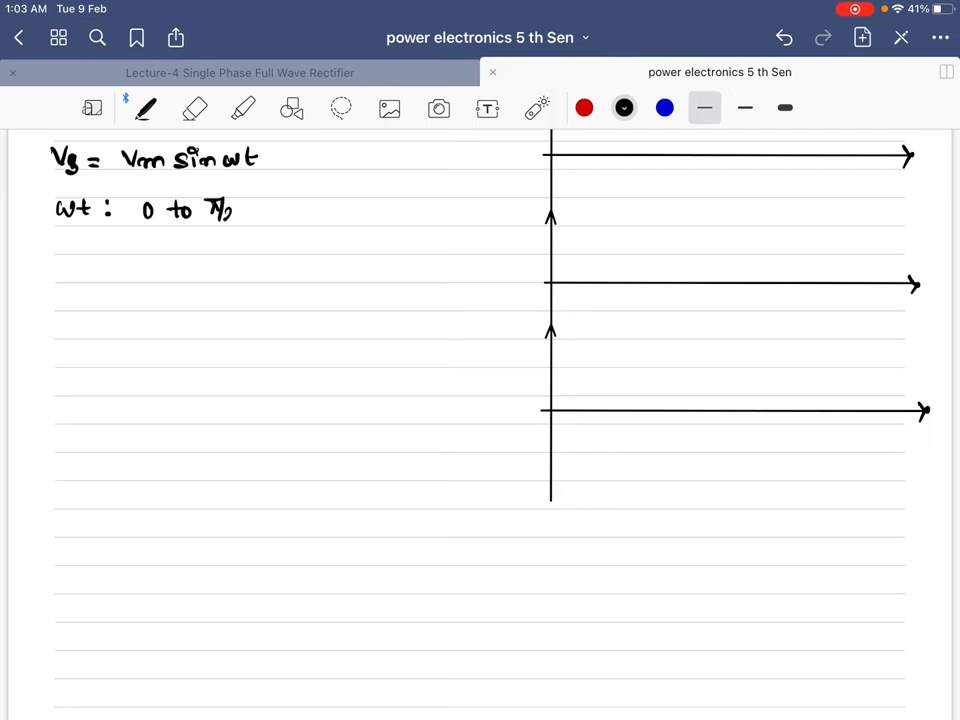 1:03 AM Tue 9 Feb
41%
power electronics 5 th Sen
Lecture-4 Single Phase Full Wave Rectifier
power electronics 5 th Sen
T
Vs = Vm sin ωt
ωt : 0 to π/2